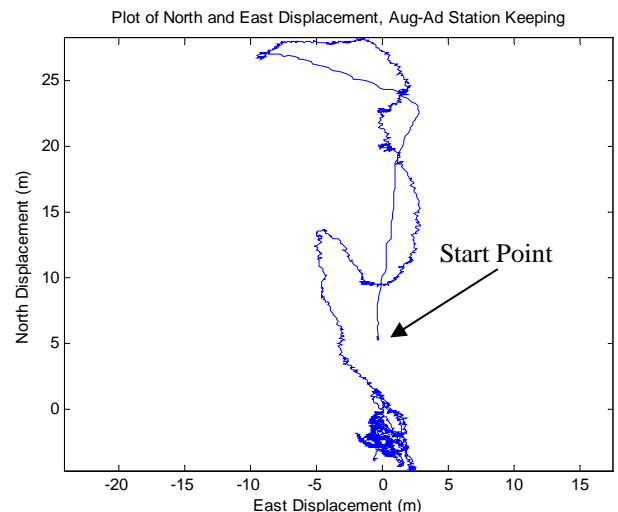 Plot of North and East Displacement, Aug-Ad Station Keeping
25
20
15
10
5
0
North Displacement (m)
Start Point
-20 -15 -10 -5 0 5 10 15
East Displacement (m)